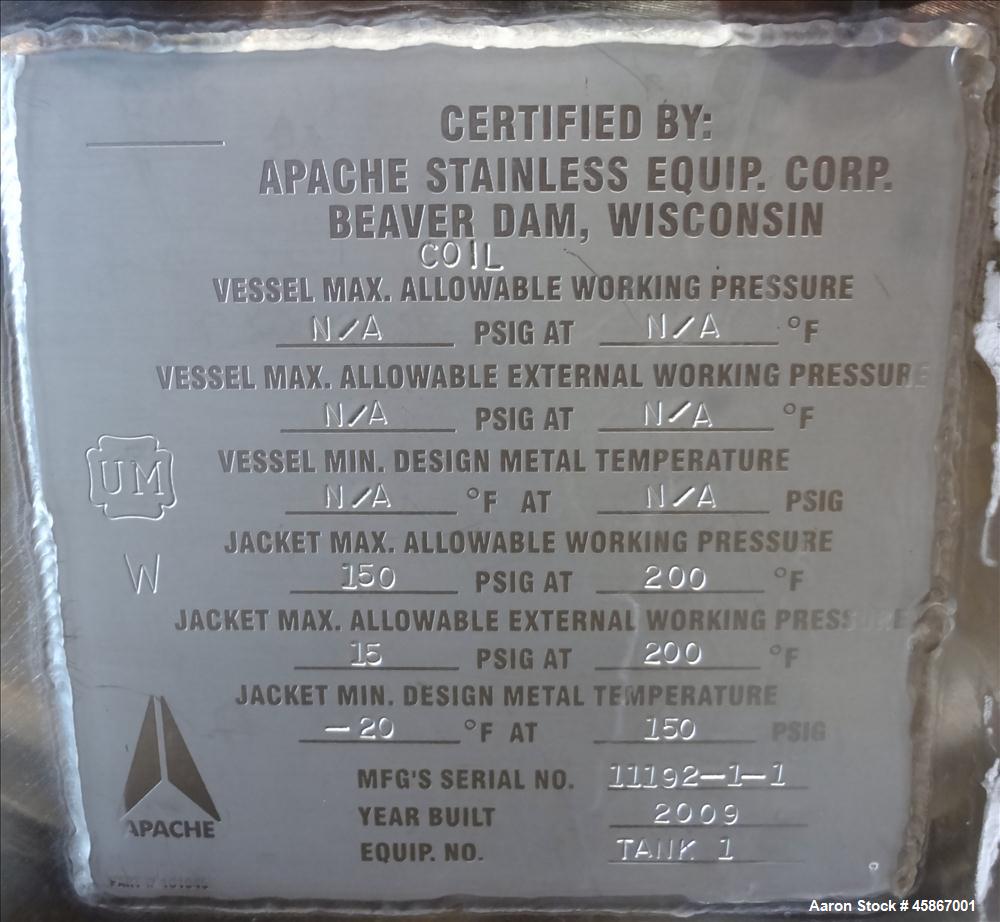 CERTIFIED BY:
APACHE STAINLESS EQUIP. CORP.
BEAVER DAM, WISCONSIN
COIL
VESSEL MAX. ALLOWABLE WORKING PRESSURE
N/A PSIG AT N/A °F
VESSEL MAX. ALLOWABLE EXTERNAL WORKING PRESSURE
N/A PSIG AT N/A °F
UM
VESSEL MIN. DESIGN METAL TEMPERATURE
N/A °F AT N/A PSIG
JACKET MAX. ALLOWABLE WORKING PRESSURE
W
150 PSIG AT 200 °F
JACKET MAX. ALLOWABLE EXTERNAL WORKING PRESSURE
15 PSIG AT 200 °F
JACKET MIN. DESIGN METAL TEMPERATURE
-20 °F AT 150 PSIG
MFG'S SERIAL NO. 11192-1-1
YEAR BUILT 2009
APACHE
EQUIP. NO. TANK 1
Aaron Stock # 45867001